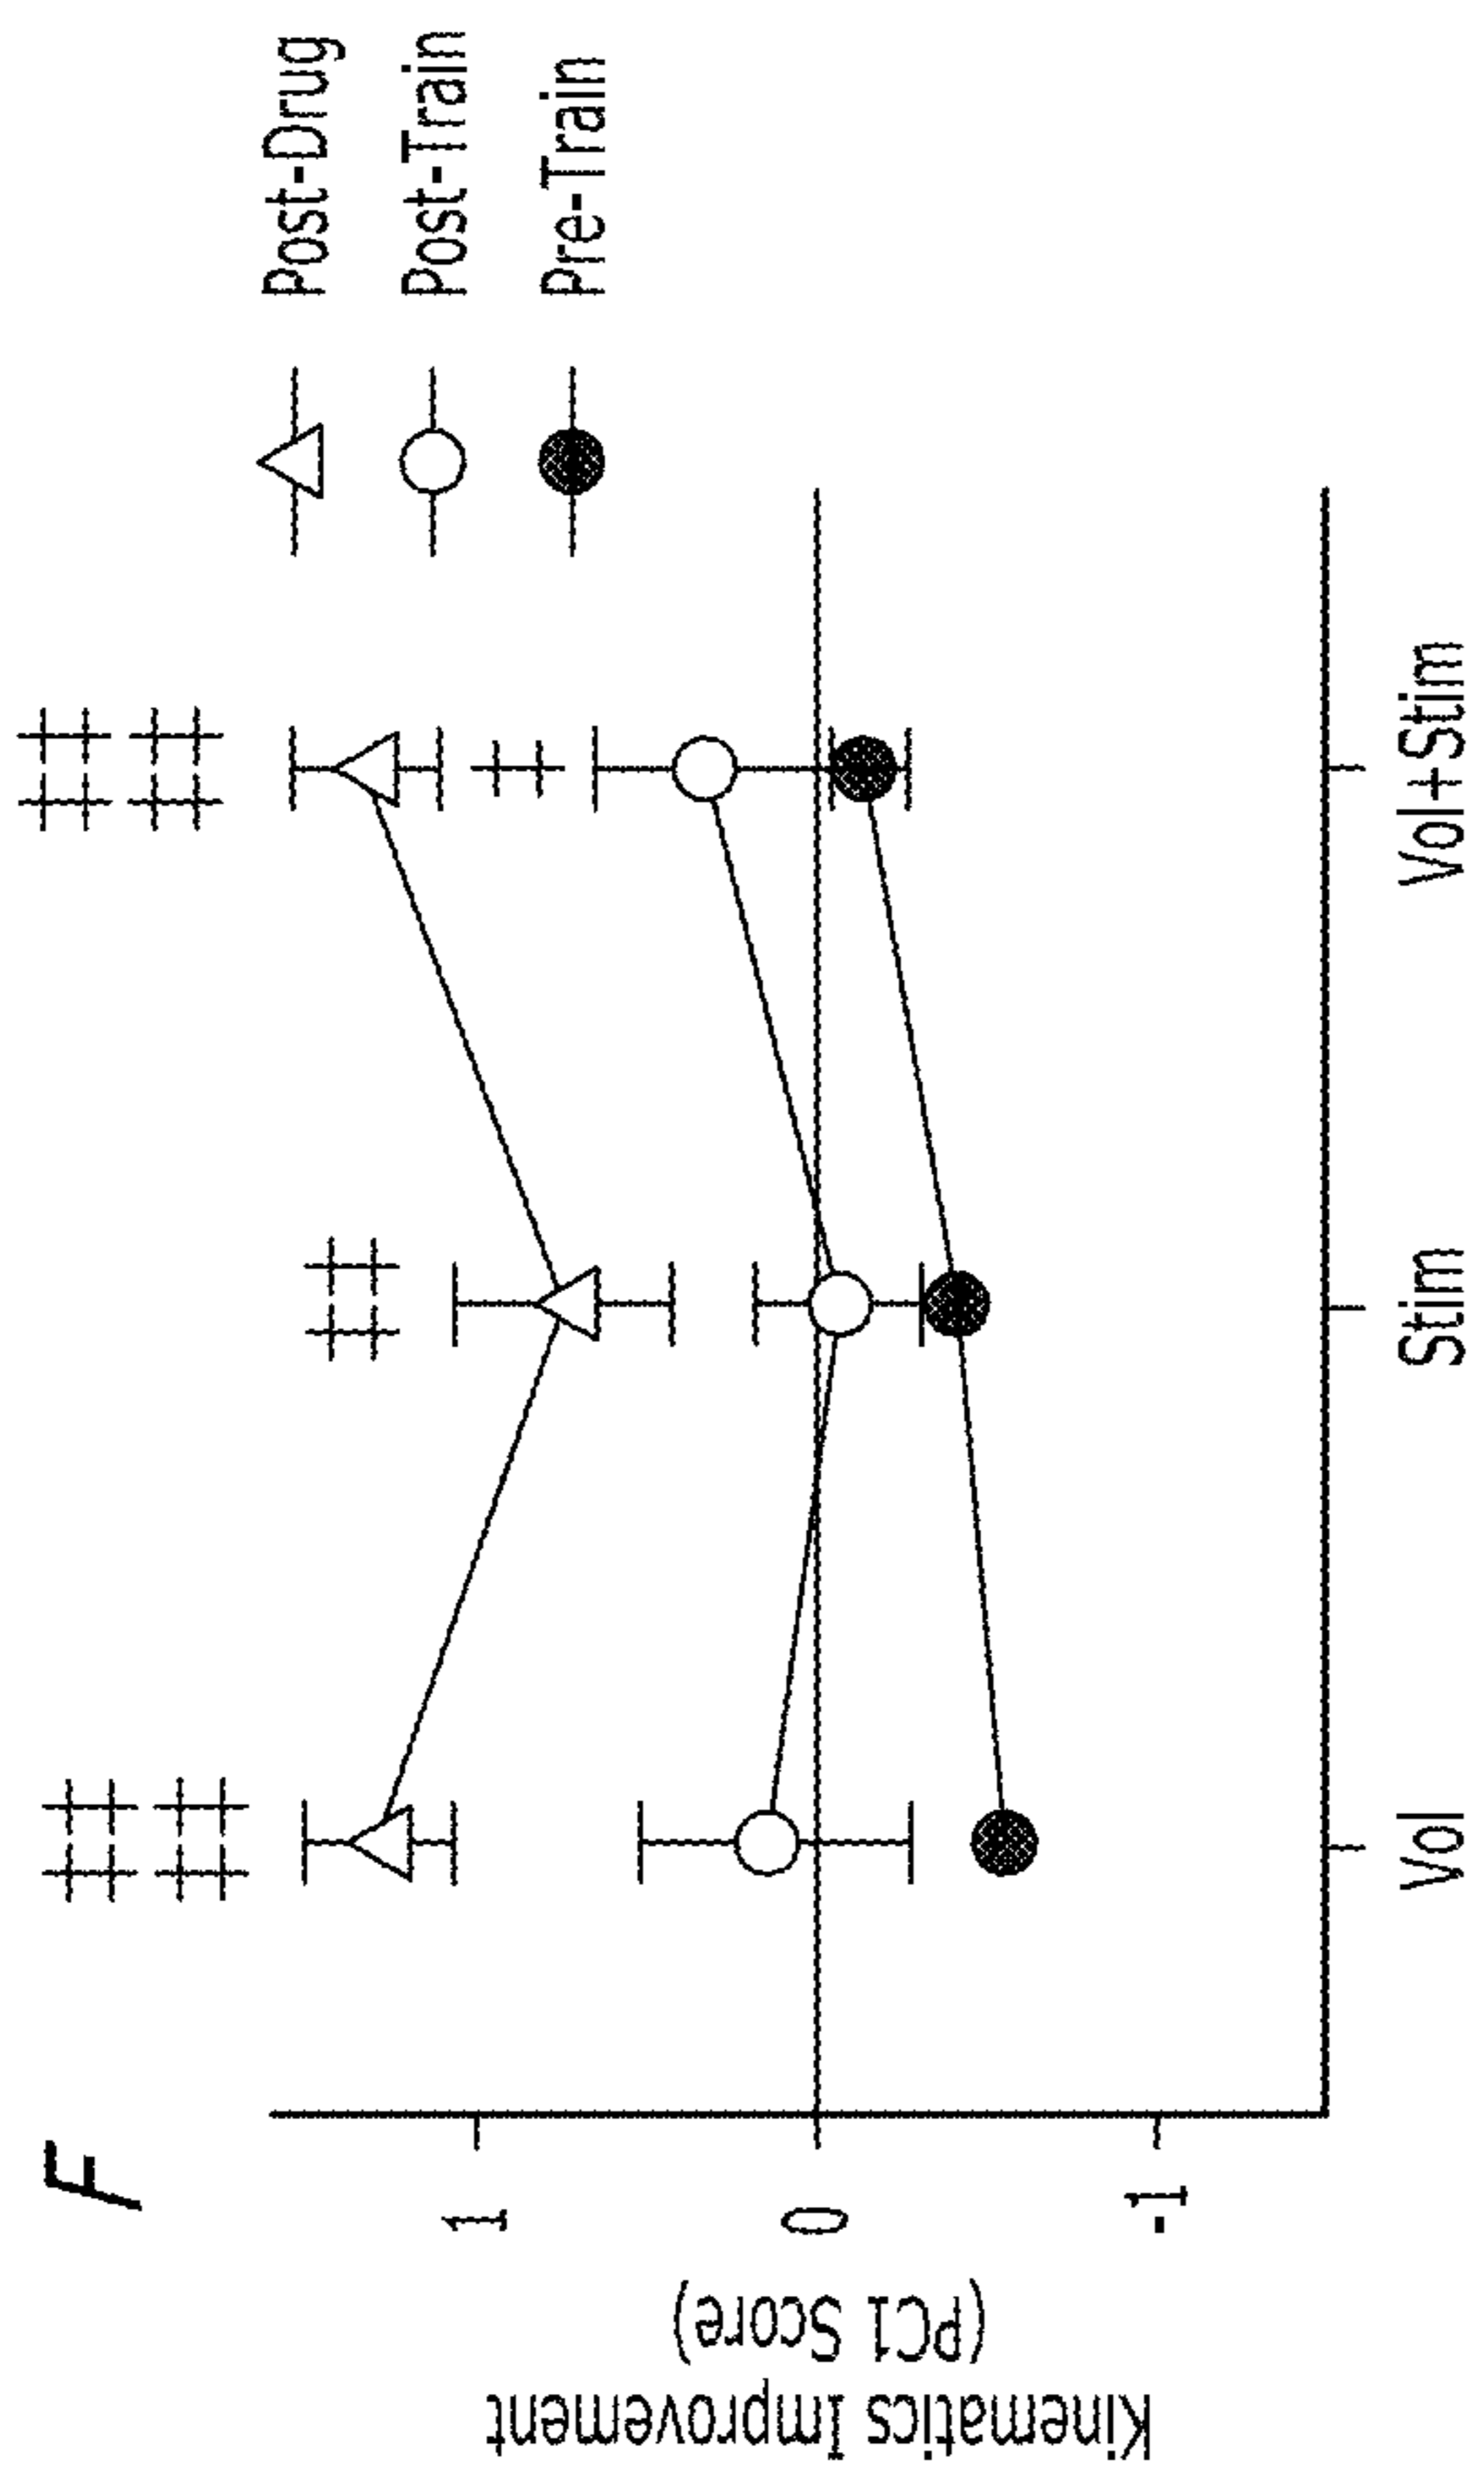 F
Kinematics Improvement
(PC1 Score)
1
0
-1
‡‡
‡‡
‡‡
‡‡
‡‡
‡
Vol
Stim
Vol+Stim
Post-Drug
Post-Train
Pre-Train